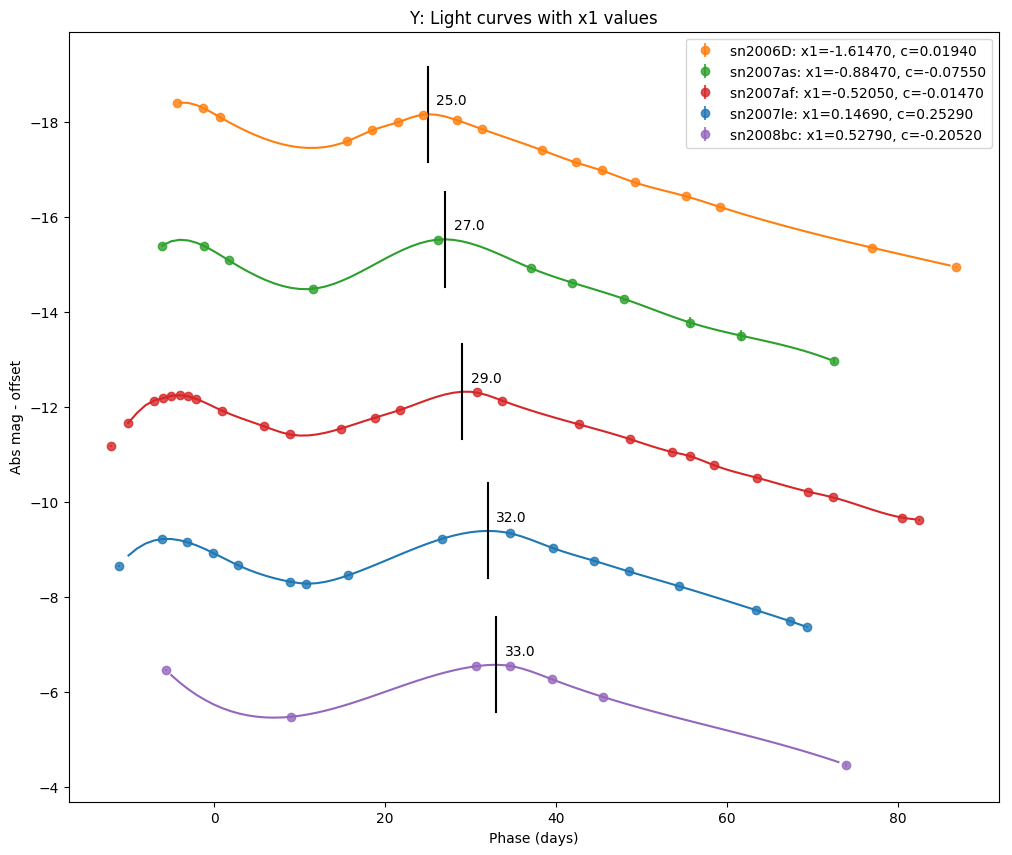 Y: Light curves with x1 values
sn2006D: x1=-1.61470, c=0.01940
sn2007as: x1=-0.88470, c=-0.07550
sn2007af: x1=-0.52050, c=-0.01470
sn2007le: x1=0.14690, c=0.25290
sn2008bc: x1=0.52790, c=-0.20520
25.0
27.0
29.0
32.0
33.0
Abs mag - offset
−18
−16
−14
−12
−10
−8
−6
−4
0 20 40 60 80
Phase (days)